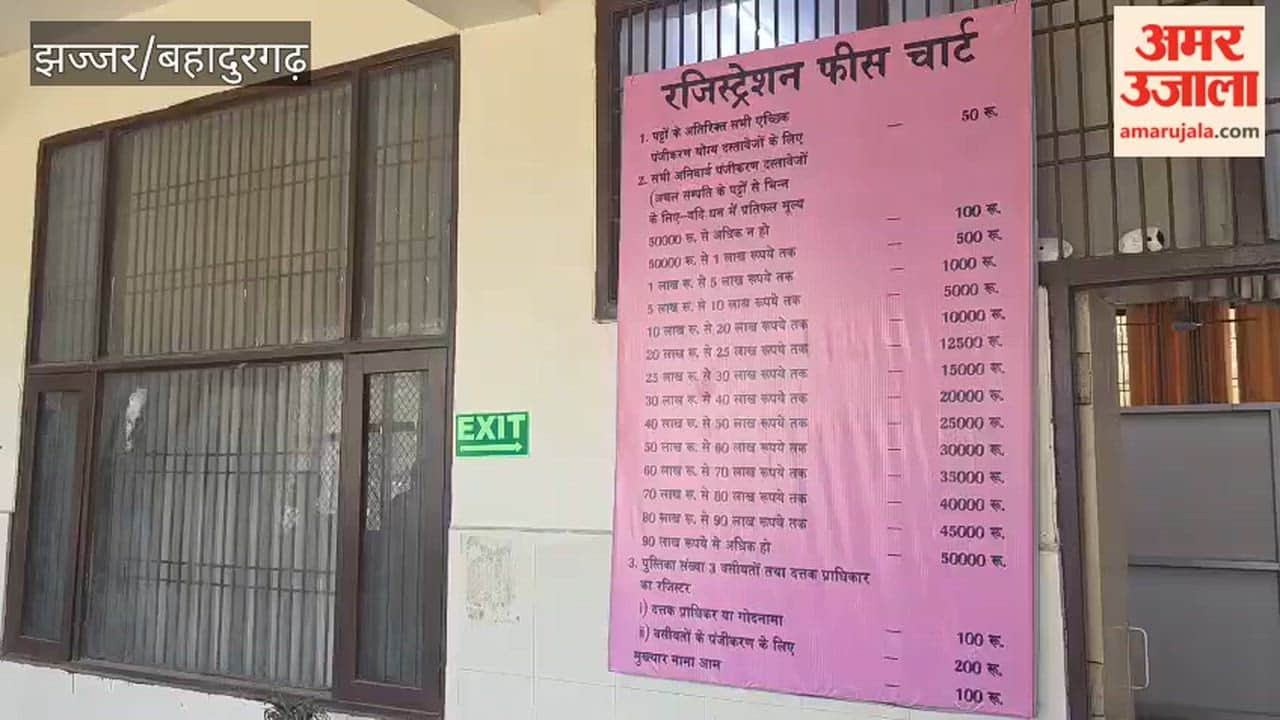 झज्जर/बहादुरगढ़
अमर
उजाला
amarujala.com
रजिस्ट्रेशन फीस चार्ट
1. पट्टों के अतिरिक्त सभी एच्छिक — 50 रू.
पंजीकरण योग्य दस्तावेजों के लिए
2. सभी अनिवार्य पंजीकरण दस्तावेजों
(अचल सम्पति के पट्टों से भिन्न
के लिए-यदि धन में प्रतिफल मूल्य
50000 रू. से अधिक न हो — 100 रू.
50000 रू. से 1 लाख रूपये तक — 500 रू.
1 लाख रू. से 5 लाख रूपये तक — 1000 रू.
5 लाख रू. से 10 लाख रूपये तक — 5000 रू.
10 लाख रू. से 20 लाख रूपये तक — 10000 रू.
20 लाख रू. से 25 लाख रूपये तक — 12500 रू.
25 लाख रू. से 30 लाख रूपये तक — 15000 रू.
30 लाख रू. से 40 लाख रूपये तक — 20000 रू.
40 लाख रू. से 50 लाख रूपये तक — 25000 रू.
50 लाख रू. से 60 लाख रूपये तक — 30000 रू.
60 लाख रू. से 70 लाख रूपये तक — 35000 रू.
70 लाख रू. से 80 लाख रूपये तक — 40000 रू.
80 लाख रू. से 90 लाख रूपये तक — 45000 रू.
90 लाख रूपये से अधिक हो — 50000 रू.
3. पुस्तिका संख्या 3 वसीयतों तथा दत्तक प्राधिकार
का रजिस्टर
i) दत्तक प्राधिकर या गोदनामा — 100 रू.
ii) वसीयतों के पंजीकरण के लिए — 200 रू.
मुख्त्यार नामा आम — 100 रू.
EXIT